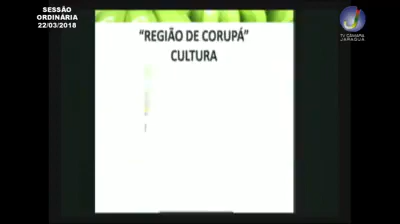 SESSÃO
ORDINÁRIA
22/03/2018
"REGIÃO DE CORUPÁ"
CULTURA
TV CÂMARA
JARAGUÁ